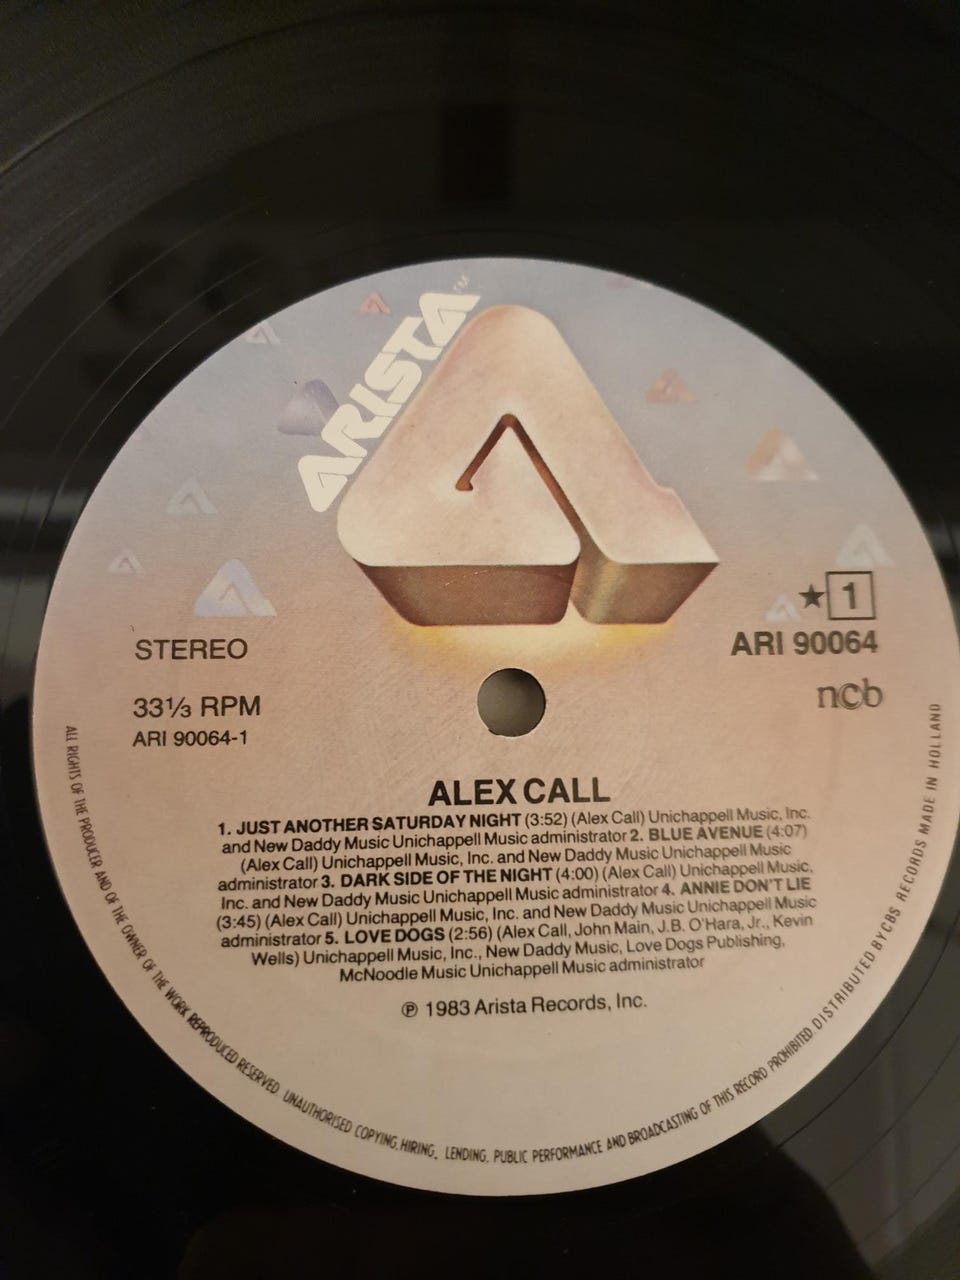 ARISTA™
★ 1
STEREO
ARI 90064
33⅓ RPM
ncb
ARI 90064-1
ALEX CALL
1. JUST ANOTHER SATURDAY NIGHT (3:52) (Alex Call) Unichappell Music, Inc.
and New Daddy Music Unichappell Music administrator 2. BLUE AVENUE (4:07)
(Alex Call) Unichappell Music, Inc. and New Daddy Music Unichappell Music
administrator 3. DARK SIDE OF THE NIGHT (4:00) (Alex Call) Unichappell Music,
Inc. and New Daddy Music Unichappell Music administrator 4. ANNIE DON'T LIE
(3:45) (Alex Call) Unichappell Music, Inc. and New Daddy Music Unichappell Music
administrator 5. LOVE DOGS (2:56) (Alex Call, John Main, J.B. O'Hara, Jr., Kevin
Wells) Unichappell Music, Inc., New Daddy Music, Love Dogs Publishing,
McNoodle Music Unichappell Music administrator
℗ 1983 Arista Records, Inc.
ALL RIGHTS OF THE PRODUCER AND OF THE OWNER OF THE WORK REPRODUCED RESERVED. UNAUTHORISED COPYING, HIRING, LENDING, PUBLIC PERFORMANCE AND BROADCASTING OF THIS RECORD PROHIBITED. DISTRIBUTED BY CBS RECORDS MADE IN HOLLAND